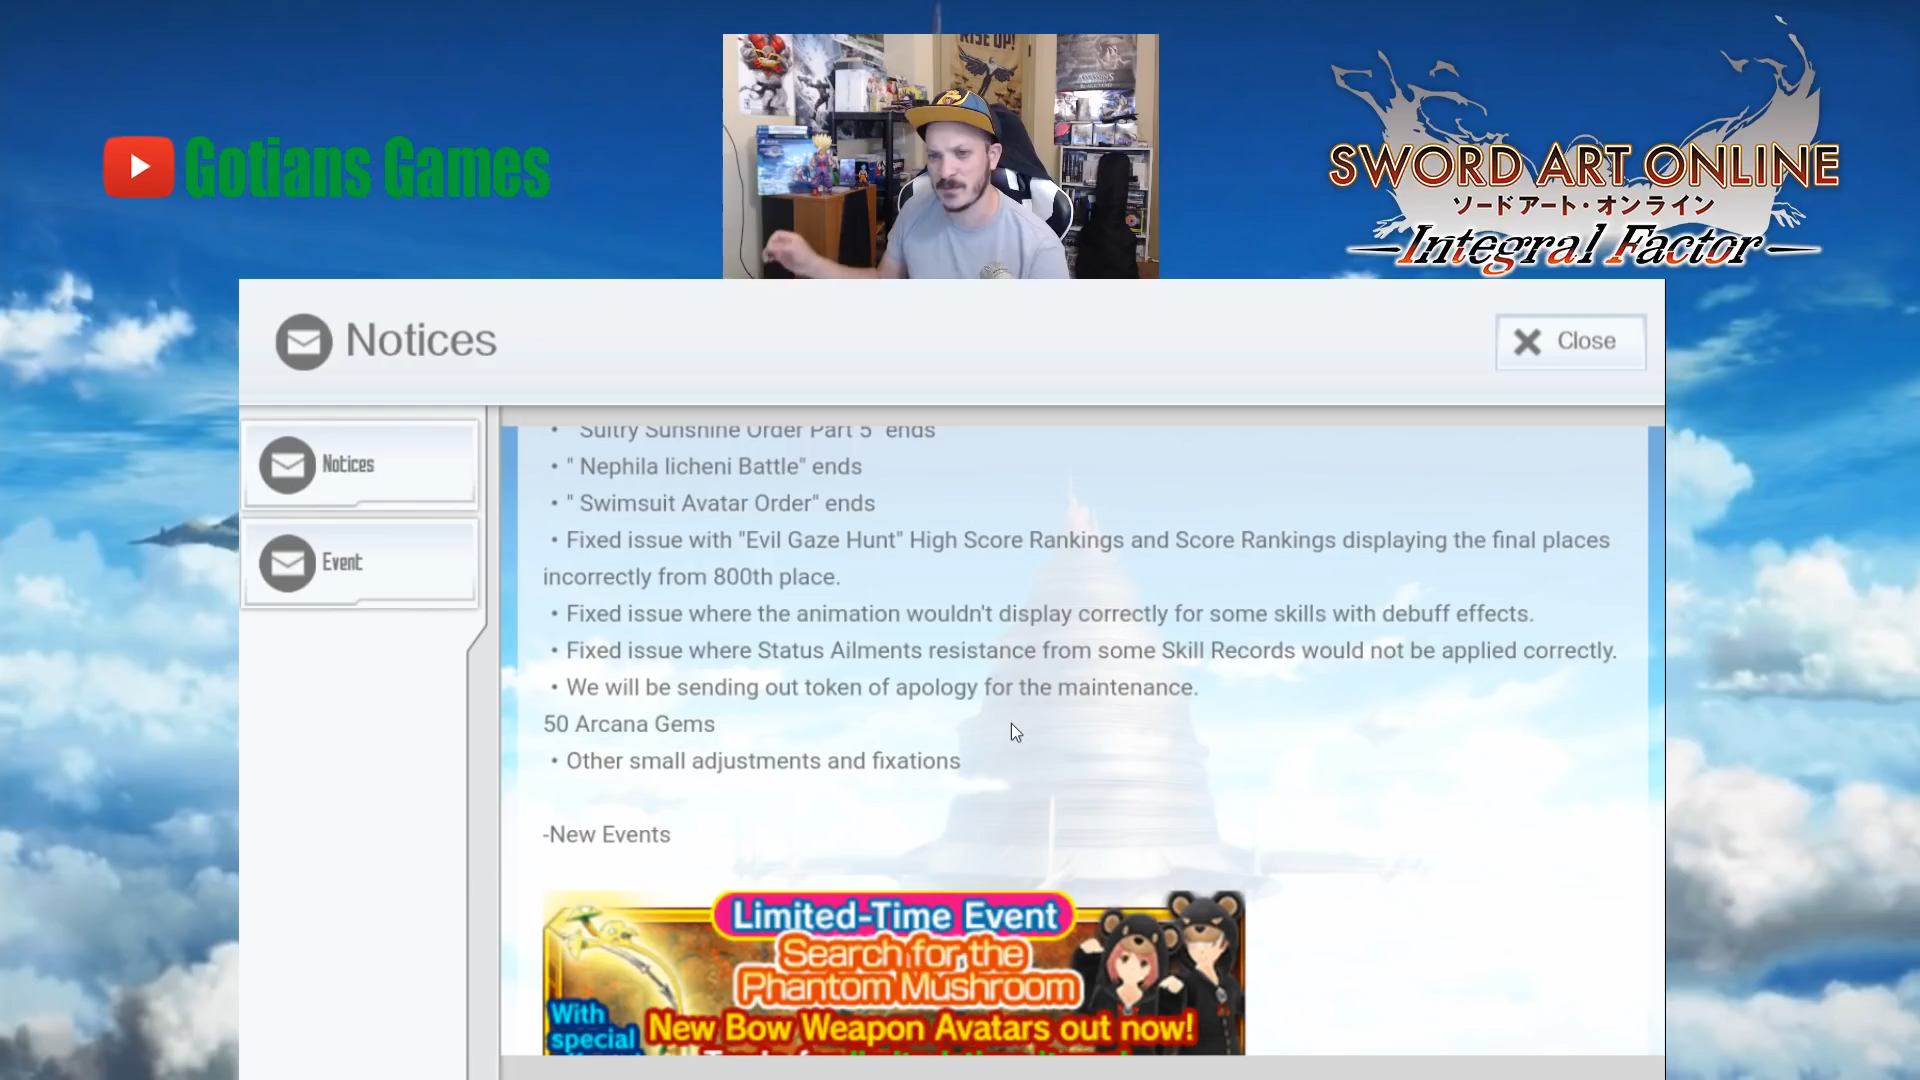 RISE UP!
Gotians Games
SWORD ART ONLINE
ソードアート・オンライン
Integral Factor
Notices
Close
Notices
Event
• Sultry Sunshine Order Part 5" ends
• " Nephila licheni Battle" ends
• " Swimsuit Avatar Order" ends
• Fixed issue with "Evil Gaze Hunt" High Score Rankings and Score Rankings displaying the final places
incorrectly from 800th place.
• Fixed issue where the animation wouldn't display correctly for some skills with debuff effects.
• Fixed issue where Status Ailments resistance from some Skill Records would not be applied correctly.
• We will be sending out token of apology for the maintenance.
50 Arcana Gems
• Other small adjustments and fixations
-New Events
Limited-Time Event
Search for the
Phantom Mushroom
With
special
New Bow Weapon Avatars out now!